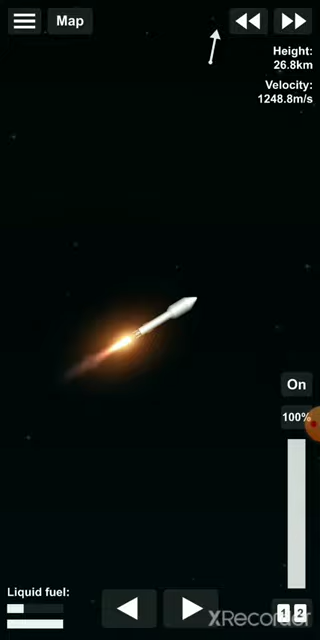 Map
Height:
26.8km
Velocity:
1248.8m/s
On
100%
Liquid fuel:
1 2
XRecorder